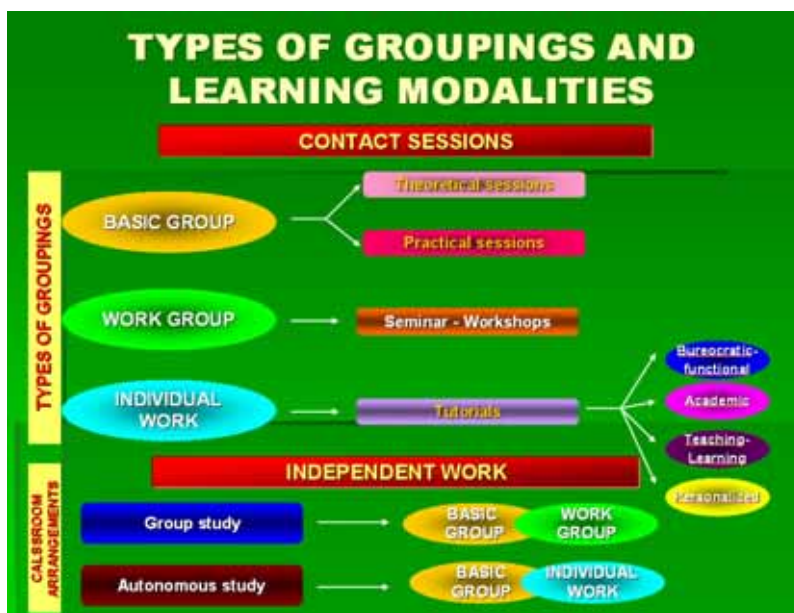 TYPES OF GROUPINGS AND
LEARNING MODALITIES
CONTACT SESSIONS
TYPES OF GROUPINGS
BASIC GROUP
Theoretical sessions
Practical sessions
WORK GROUP
Seminar - Workshops
INDIVIDUAL
WORK
Tutorials
Bureocratic-
functional
Academic
Teaching-
Learning
Personalized
INDEPENDENT WORK
CALSSROOM
ARRANGEMENTS
Group study
BASIC
GROUP
WORK
GROUP
Autonomous study
BASIC
GROUP
INDIVIDUAL
WORK